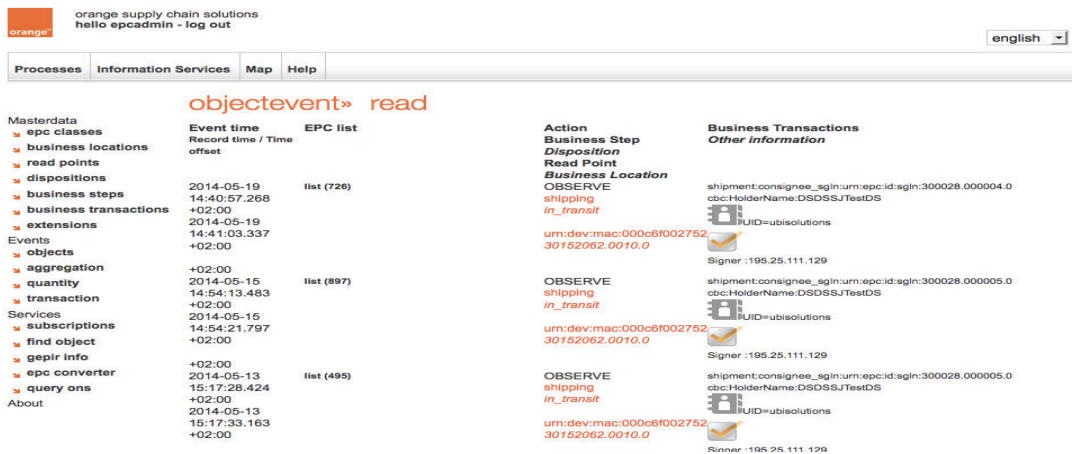 orange™
orange supply chain solutions
hello epcadmin - log out
english
Processes Information Services Map Help
objectevent» read
Masterdata
epc classes
business locations
read points
dispositions
business steps
business transactions
extensions
Events
objects
aggregation
quantity
transaction
Services
subscriptions
find object
gepir info
epc converter
query ons
About
Event time EPC list Action Business Transactions
Record time / Time offset Business Step Other information
Disposition
Read Point
Business Location
2014-05-19 list (726) OBSERVE shipment:consignee_sgln:urn:epc:id:sgln:300028.000004.0
14:40:57.268 shipping cbc:HolderName:DSDSSJTestDS
+02:00 in_transit
2014-05-19 UID=ubisolutions
14:41:03.337 urn:dev:mac:000c6f002752
+02:00 30152062.0010.0
Signer :195.25.111.129
+02:00
2014-05-15 list (897) OBSERVE shipment:consignee_sgln:urn:epc:id:sgln:300028.000005.0
14:54:13.483 shipping cbc:HolderName:DSDSSJTestDS
+02:00 in_transit
2014-05-15 UID=ubisolutions
14:54:21.797 urn:dev:mac:000c6f002752
+02:00 30152062.0010.0
Signer :195.25.111.129
+02:00
2014-05-13 list (495) OBSERVE shipment:consignee_sgln:urn:epc:id:sgln:300028.000005.0
15:17:28.424 shipping cbc:HolderName:DSDSSJTestDS
+02:00 in_transit
2014-05-13 UID=ubisolutions
15:17:33.163 urn:dev:mac:000c6f002752
+02:00 30152062.0010.0
Signer :195.25.111.129